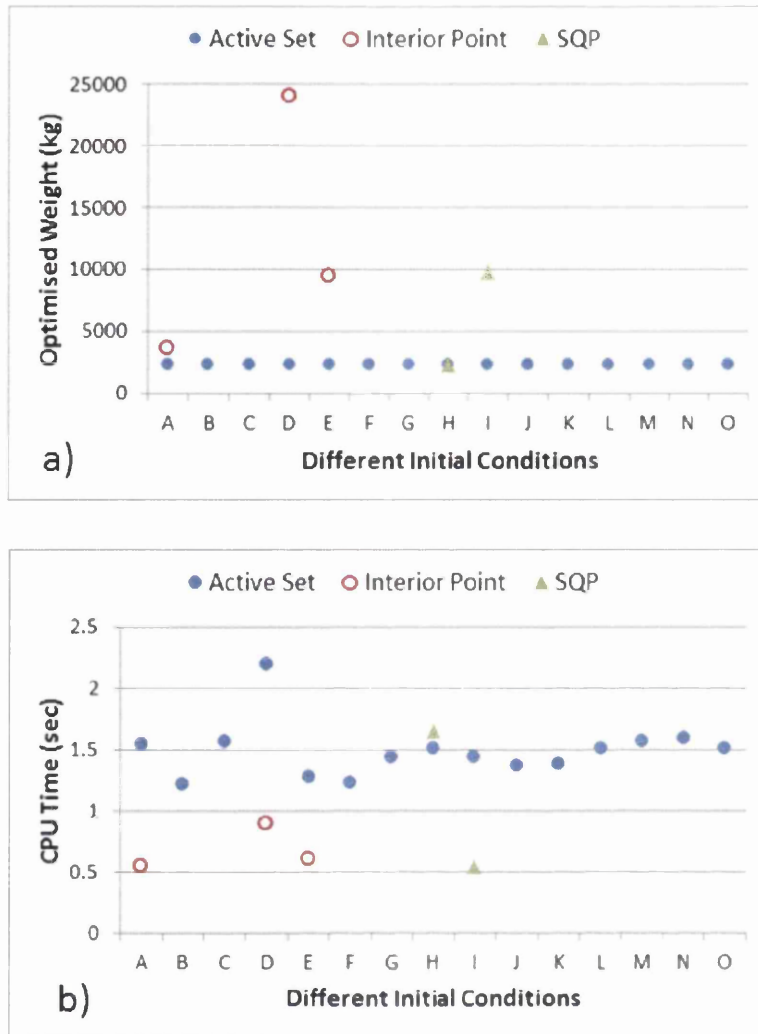 Active Set Interior Point SQP
25000
20000
15000
10000
5000
0
Optimised Weight (kg)
A B C D E F G H I J K L M N O
a)
Different Initial Conditions
Active Set Interior Point SQP
2.5
2
1.5
1
0.5
0
CPU Time (sec)
A B C D E F G H I J K L M N O
b)
Different Initial Conditions